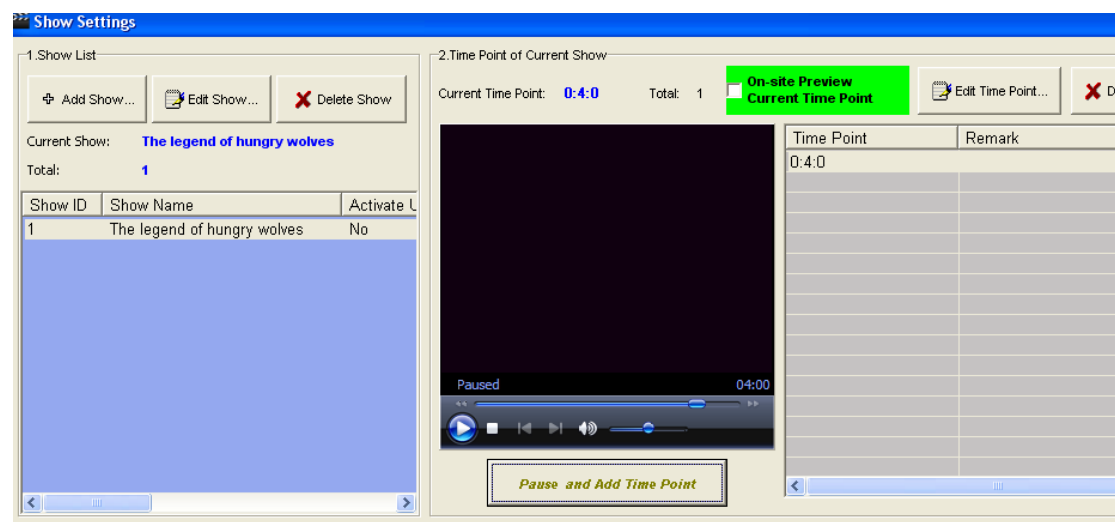 Show Settings
1.Show List
Add Show...
Edit Show...
Delete Show
Current Show: The legend of hungry wolves
Total: 1
Show ID Show Name Activate U
1 The legend of hungry wolves No
2.Time Point of Current Show
Current Time Point: 0:4:0 Total: 1
On-site Preview
Current Time Point
Edit Time Point...
D
Time Point Remark
0:4:0
Paused 04:00
Pause and Add Time Point